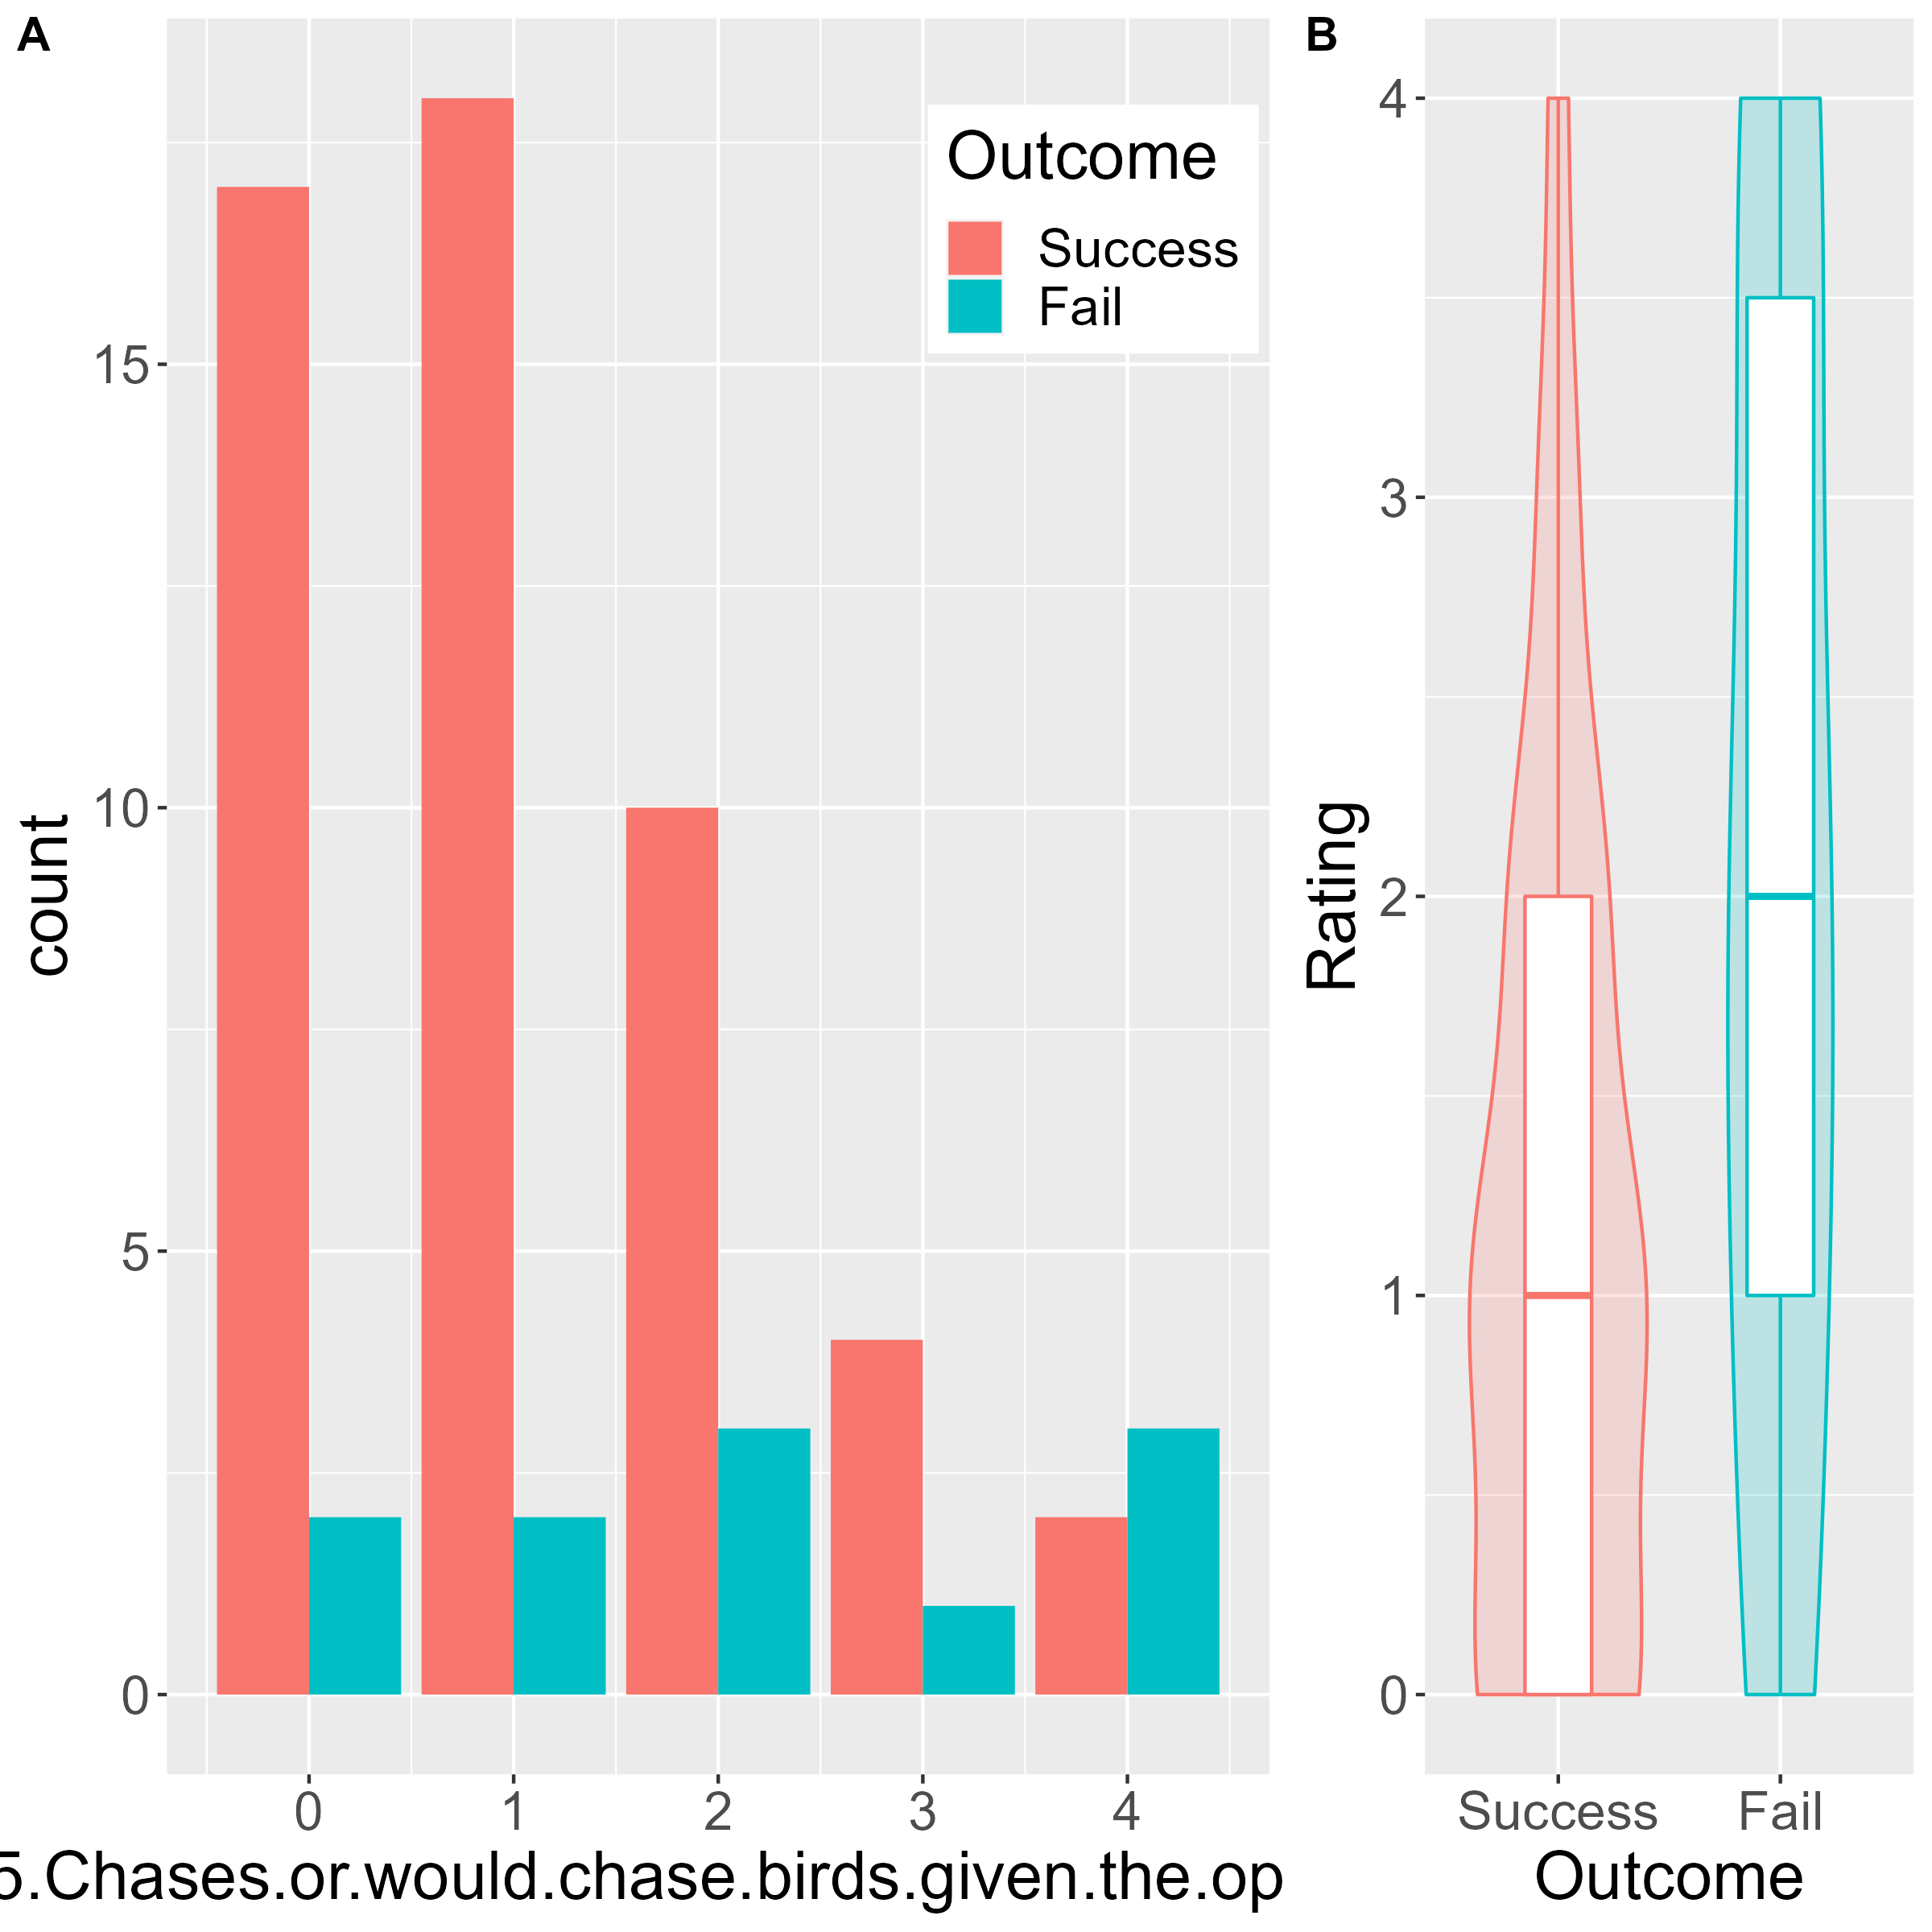 A
Outcome
Success
Fail
15
10
5
0
count
0 1 2 3 4
5.Chases.or.would.chase.birds.given.the.op
B
4
3
2
1
0
Rating
Success Fail
Outcome